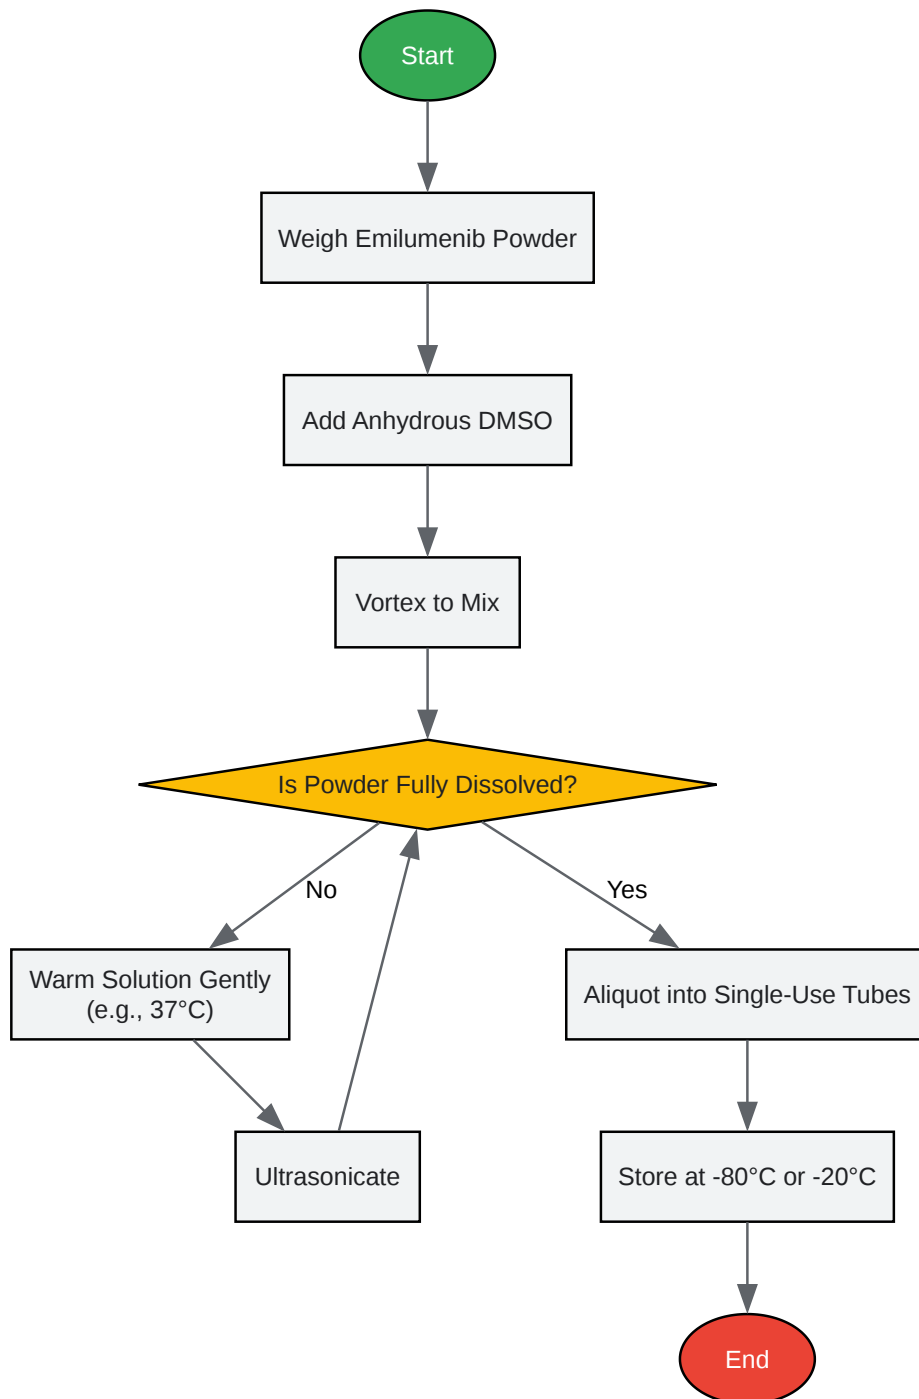 Start
Weigh Emilumenib Powder
Add Anhydrous DMSO
Vortex to Mix
Is Powder Fully Dissolved?
No
Yes
Warm Solution Gently
(e.g., 37°C)
Aliquot into Single-Use Tubes
Ultrasonicate
Store at -80°C or -20°C
End